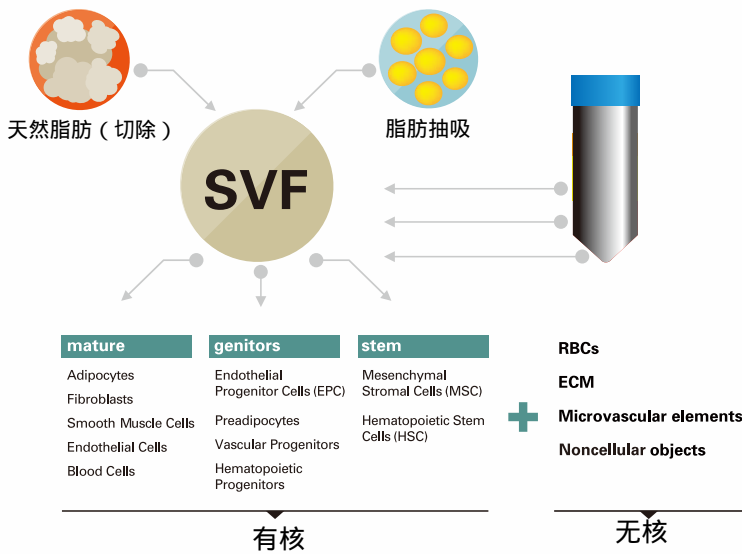 天然脂肪（切除）
脂肪抽吸
SVF
mature
Adipocytes
Fibroblasts
Smooth Muscle Cells
Endothelial Cells
Blood Cells
genitors
Endothelial
Progenitor Cells (EPC)
Preadipocytes
Vascular Progenitors
Hematopoietic
Progenitors
stem
Mesenchymal
Stromal Cells (MSC)
Hematopoietic Stem
Cells (HSC)
+
RBCs
ECM
Microvascular elements
Noncellular objects
有核
无核